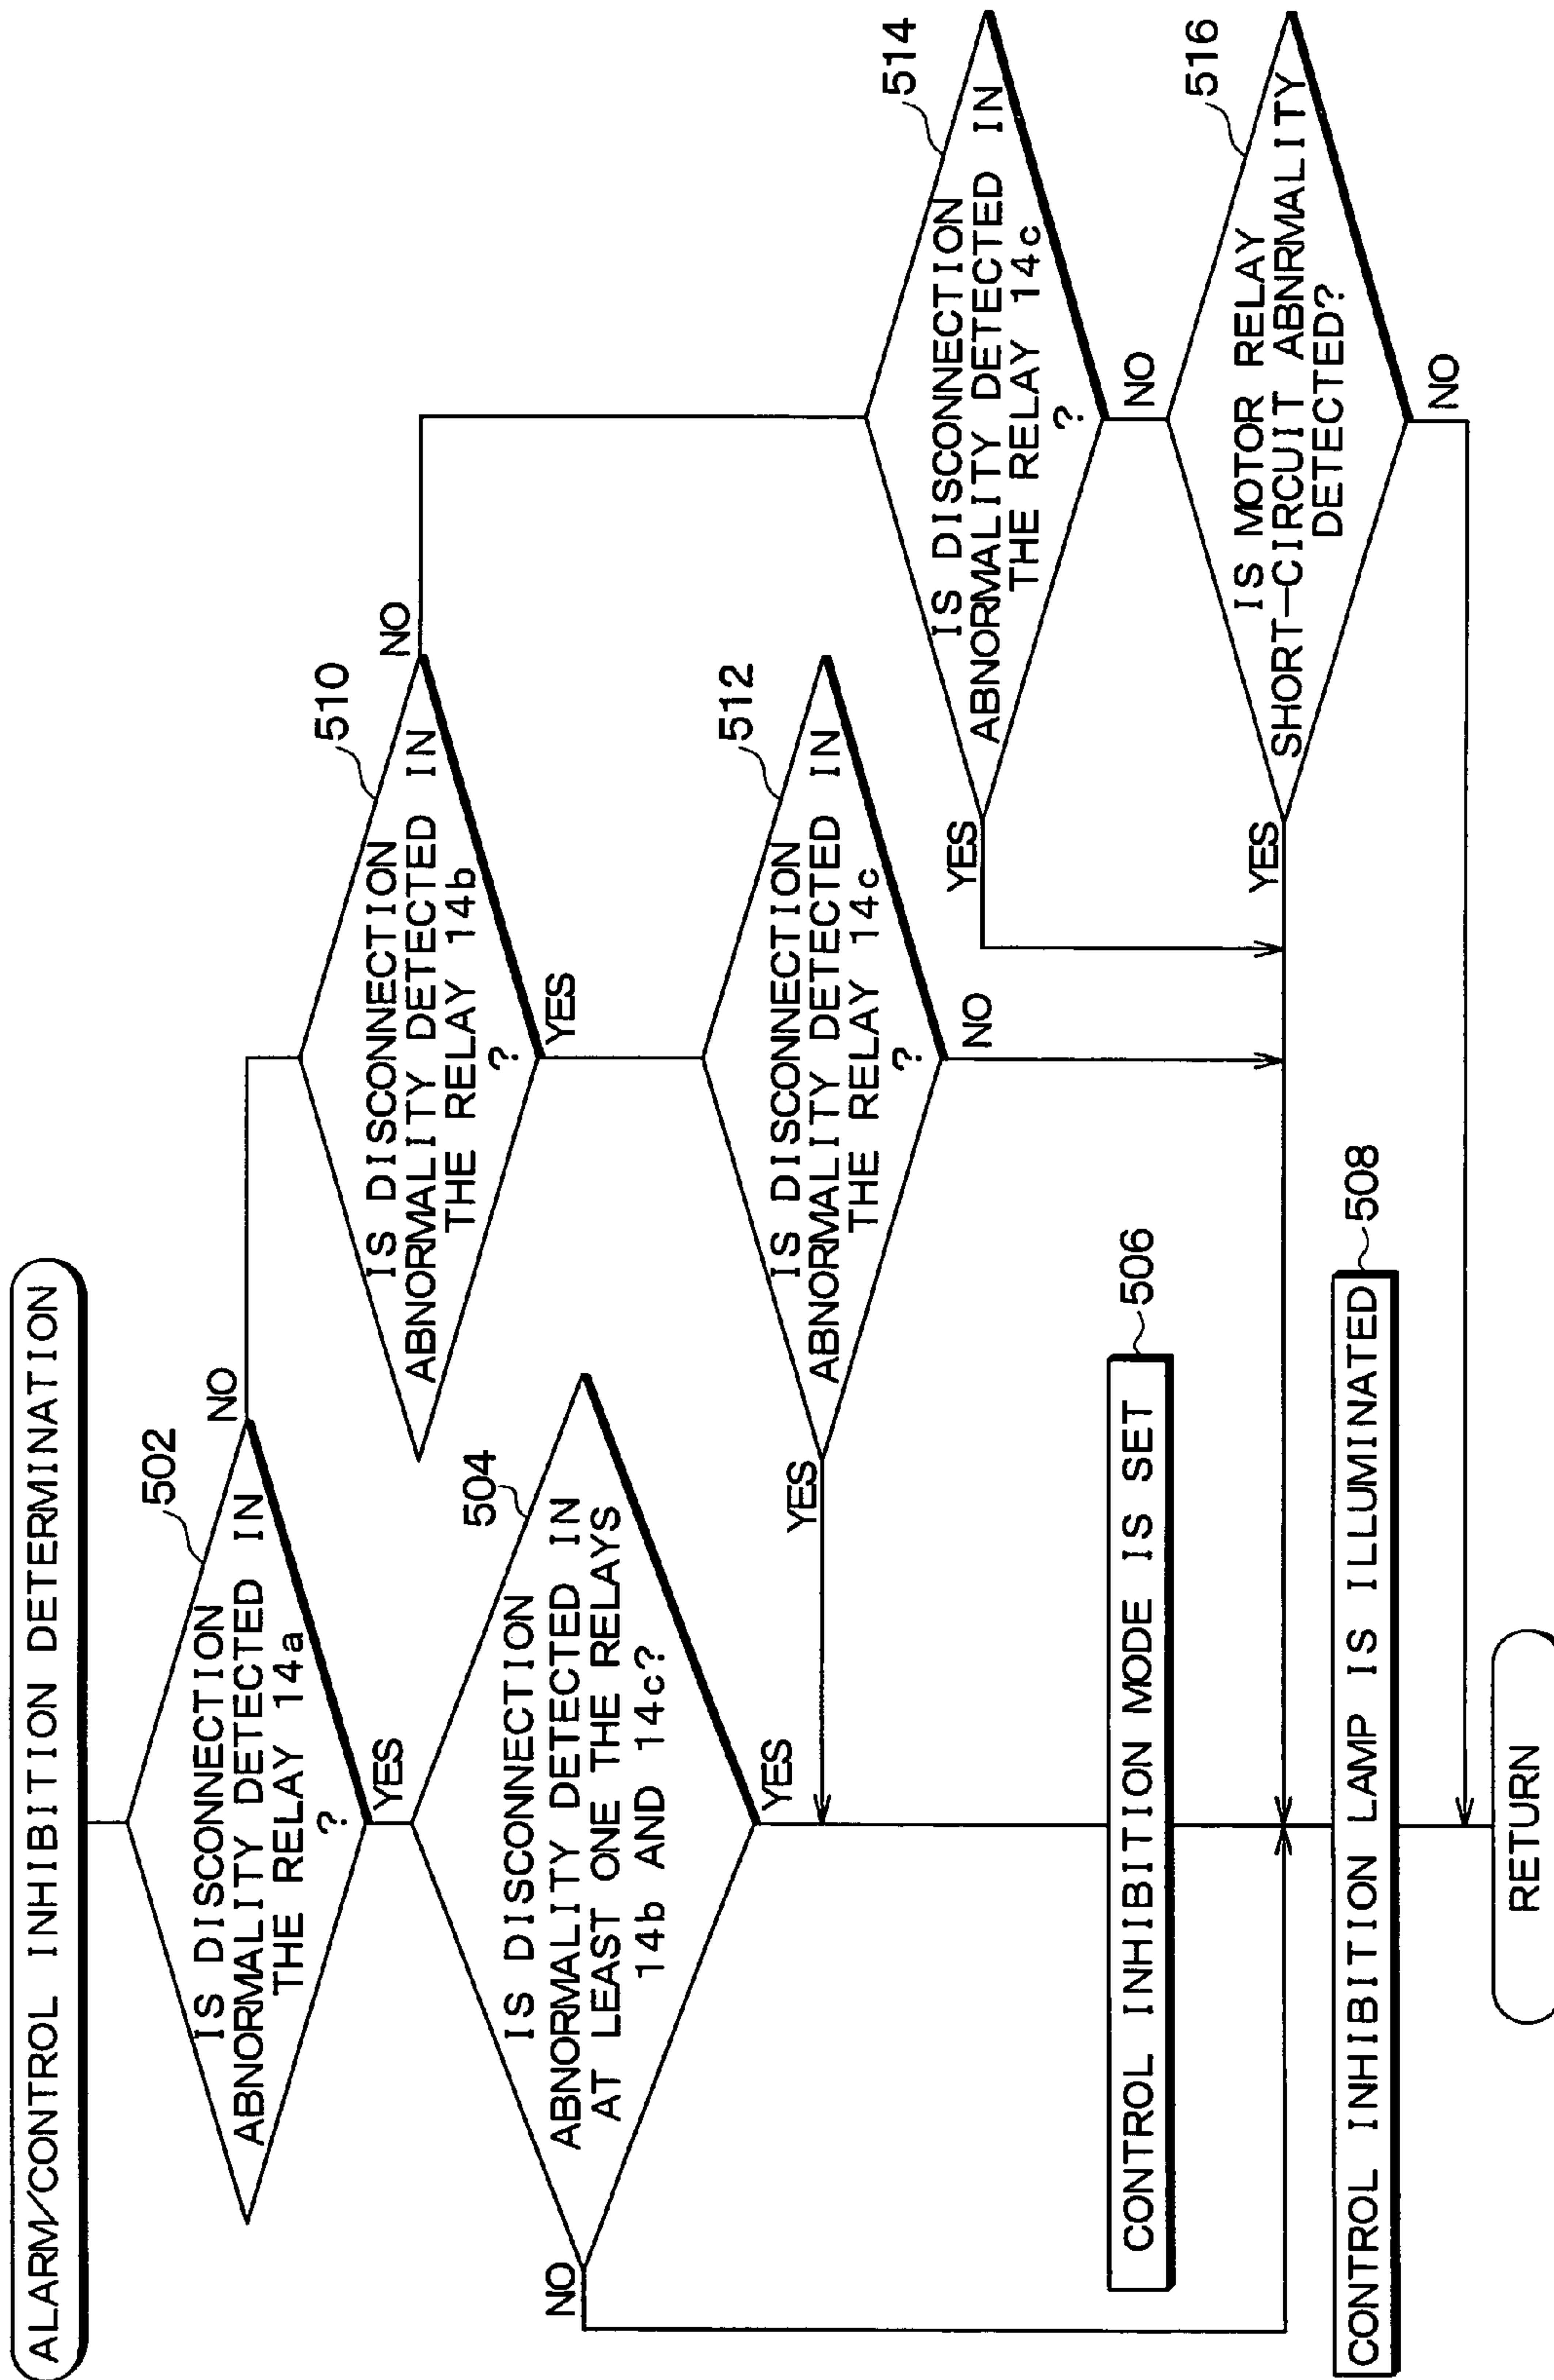 ALARM/CONTROL INHIBITION DETERMINATION
502
IS DISCONNECTION
ABNORMALITY DETECTED IN
THE RELAY 14a
?
NO
YES
504
IS DISCONNECTION
ABNORMALITY DETECTED IN
AT LEAST ONE THE RELAYS
14b AND 14c?
NO
YES
510
IS DISCONNECTION
ABNORMALITY DETECTED IN
THE RELAY 14b
?
NO
YES
512
IS DISCONNECTION
ABNORMALITY DETECTED IN
THE RELAY 14c
?
YES
NO
514
IS DISCONNECTION
ABNORMALITY DETECTED IN
THE RELAY 14c
?
YES
NO
516
IS MOTOR RELAY
SHORT-CIRCUIT ABNRMALITY
DETECTED?
YES
NO
506
CONTROL INHIBITION MODE IS SET
508
CONTROL INHIBITION LAMP IS ILLUMINATED
RETURN